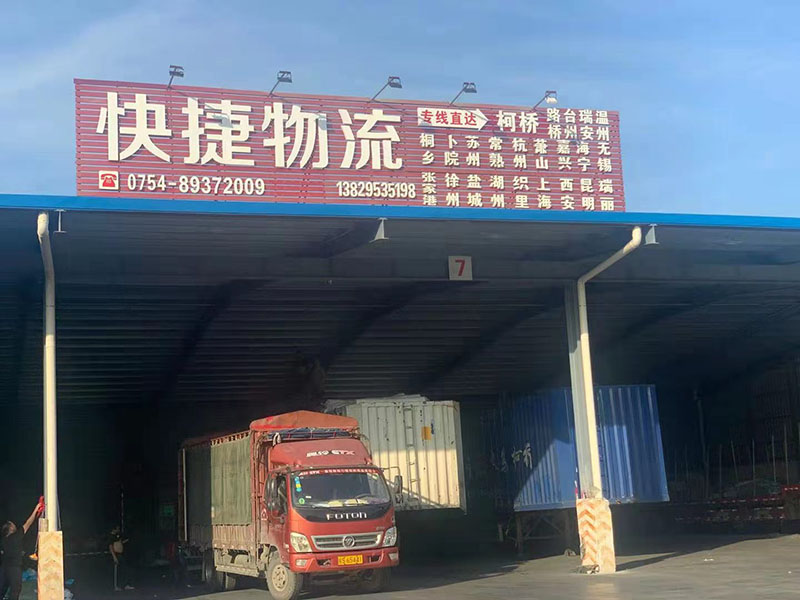 快捷物流
专线直达 柯桥 路桥 台州 瑞安 温州
桐乡 卜院 苏州 常熟 杭州 萧山 嘉兴 海宁 无锡
张家港 徐州 盐城 湖州 织里 上海 西安 昆明 瑞丽
0754-89372009 13829535198
7
ETX
FOTON